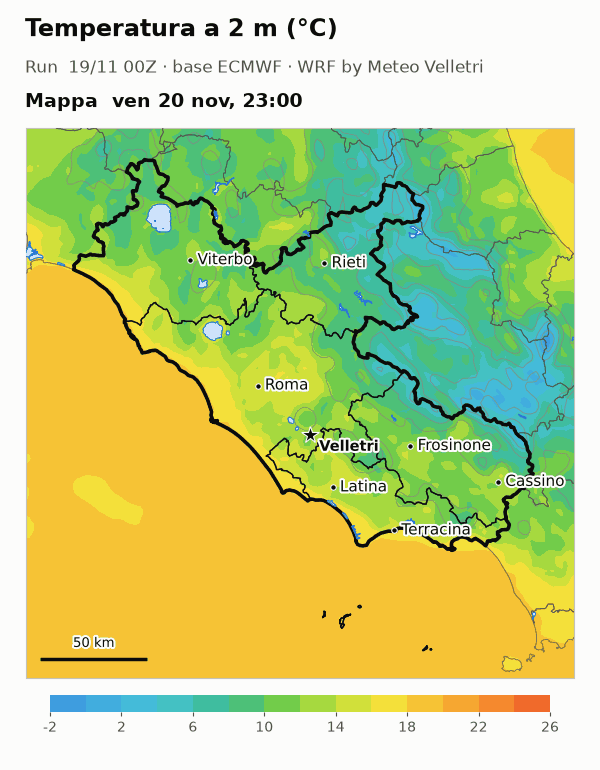 Temperatura a 2 m (°C)
Run  19/11 00Z · base ECMWF · WRF by Meteo Velletri
Mappa  ven 20 nov, 23:00
Viterbo
Rieti
Roma
Velletri
Frosinone
Latina
Cassino
Terracina
50 km
-2 2 6 10 14 18 22 26